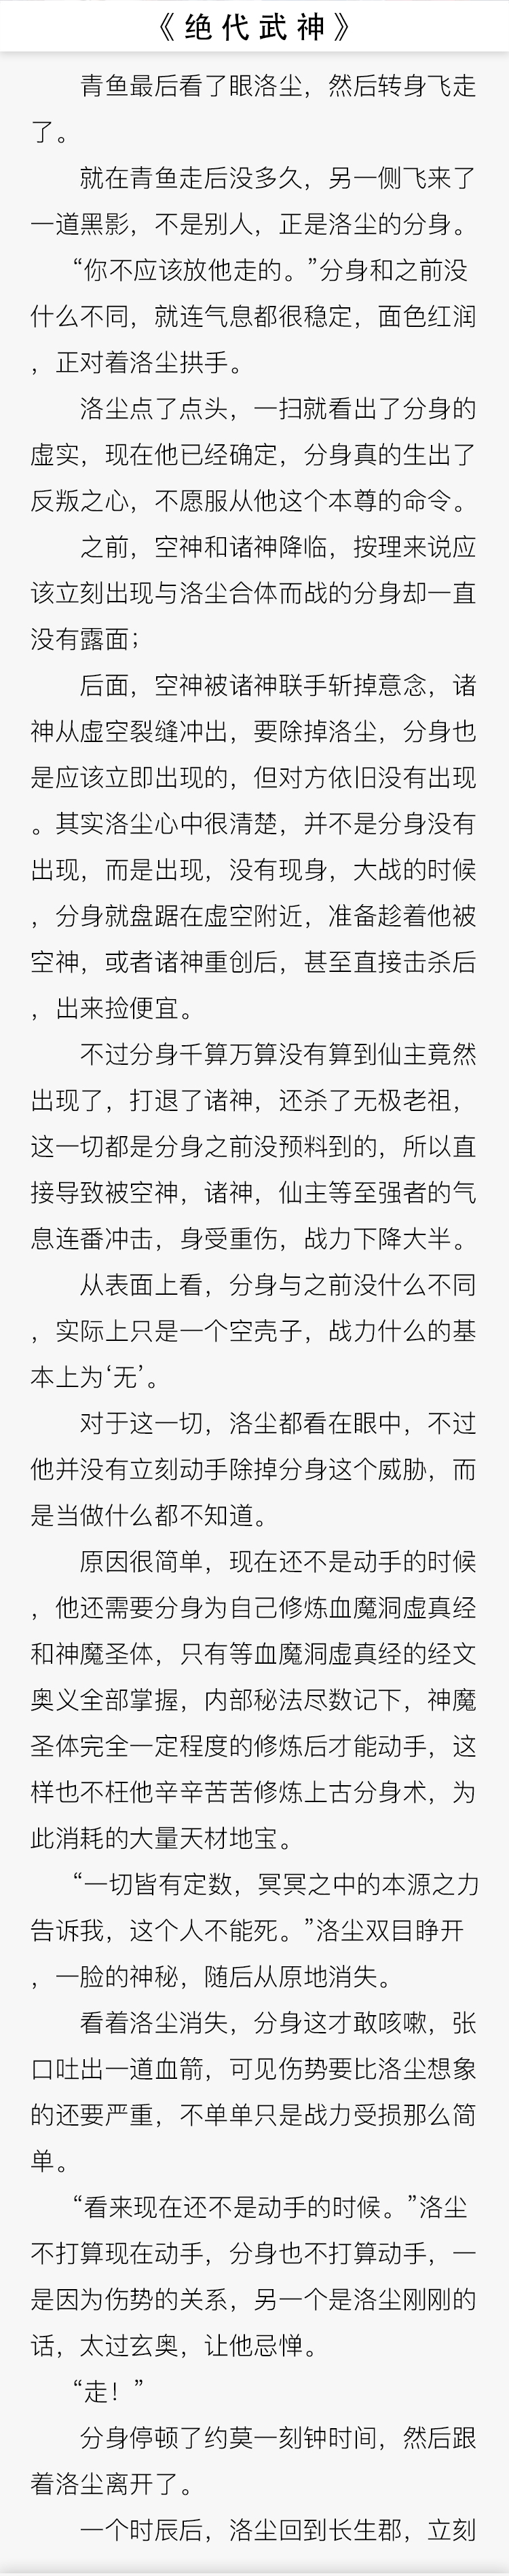 《绝代武神》
青鱼最后看了眼洛尘，然后转身飞走
了。
就在青鱼走后没多久，另一侧飞来了
一道黑影，不是别人，正是洛尘的分身。
“你不应该放他走的。”分身和之前没
什么不同，就连气息都很稳定，面色红润
，正对着洛尘拱手。
洛尘点了点头，一扫就看出了分身的
虚实，现在他已经确定，分身真的生出了
反叛之心，不愿服从他这个本尊的命令。
之前，空神和诸神降临，按理来说应
该立刻出现与洛尘合体而战的分身却一直
没有露面；
后面，空神被诸神联手斩掉意念，诸
神从虚空裂缝冲出，要除掉洛尘，分身也
是应该立即出现的，但对方依旧没有出现
。其实洛尘心中很清楚，并不是分身没有
出现，而是出现，没有现身，大战的时候
，分身就盘踞在虚空附近，准备趁着他被
空神，或者诸神重创后，甚至直接击杀后
，出来捡便宜。
不过分身千算万算没有算到仙主竟然
出现了，打退了诸神，还杀了无极老祖，
这一切都是分身之前没预料到的，所以直
接导致被空神，诸神，仙主等至强者的气
息连番冲击，身受重伤，战力下降大半。
从表面上看，分身与之前没什么不同
，实际上只是一个空壳子，战力什么的基
本上为‘无’。
对于这一切，洛尘都看在眼中，不过
他并没有立刻动手除掉分身这个威胁，而
是当做什么都不知道。
原因很简单，现在还不是动手的时候
，他还需要分身为自己修炼血魔洞虚真经
和神魔圣体，只有等血魔洞虚真经的经文
奥义全部掌握，内部秘法尽数记下，神魔
圣体完全一定程度的修炼后才能动手，这
样也不枉他辛辛苦苦修炼上古分身术，为
此消耗的大量天材地宝。
“一切皆有定数，冥冥之中的本源之力
告诉我，这个人不能死。”洛尘双目睁开
，一脸的神秘，随后从原地消失。
看着洛尘消失，分身这才敢咳嗽，张
口吐出一道血箭，可见伤势要比洛尘想象
的还要严重，不单单只是战力受损那么简
单。
“看来现在还不是动手的时候。”洛尘
不打算现在动手，分身也不打算动手，一
是因为伤势的关系，另一个是洛尘刚刚的
话，太过玄奥，让他忌惮。
“走！”
分身停顿了约莫一刻钟时间，然后跟
着洛尘离开了。
一个时辰后，洛尘回到长生郡，立刻